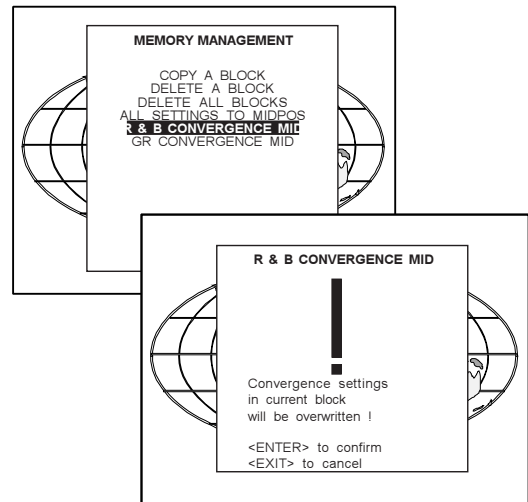 MEMORY MANAGEMENT
COPY A BLOCK
DELETE A BLOCK
DELETE ALL BLOCKS
ALL SETTINGS TO MIDPOS
R & B CONVERGENCE MID
GR CONVERGENCE MID
R & B CONVERGENCE MID
!
Convergence settings
in current block
will be overwritten !
<ENTER> to confirm
<EXIT> to cancel